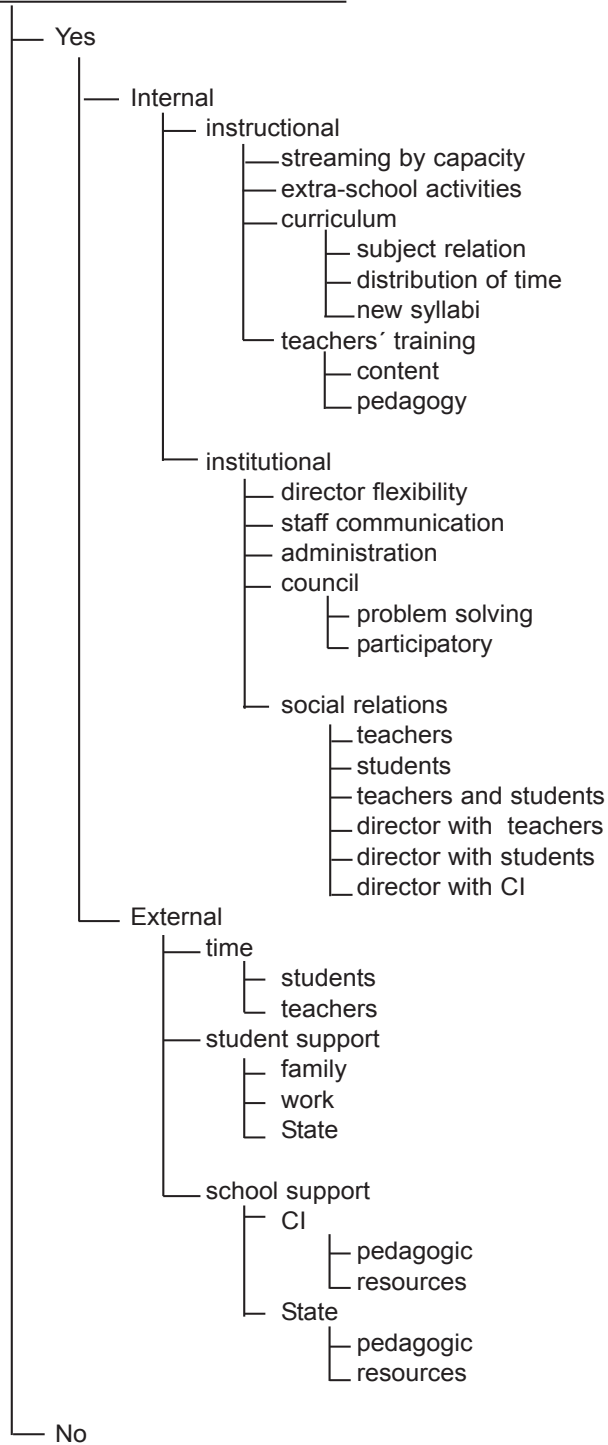 Yes
Internal
instructional
streaming by capacity
extra-school activities
curriculum
subject relation
distribution of time
new syllabi
teachers´ training
content
pedagogy
institutional
director flexibility
staff communication
administration
council
problem solving
participatory
social relations
teachers
students
teachers and students
director with teachers
director with students
director with CI
External
time
students
teachers
student support
family
work
State
school support
CI
pedagogic
resources
State
pedagogic
resources
No